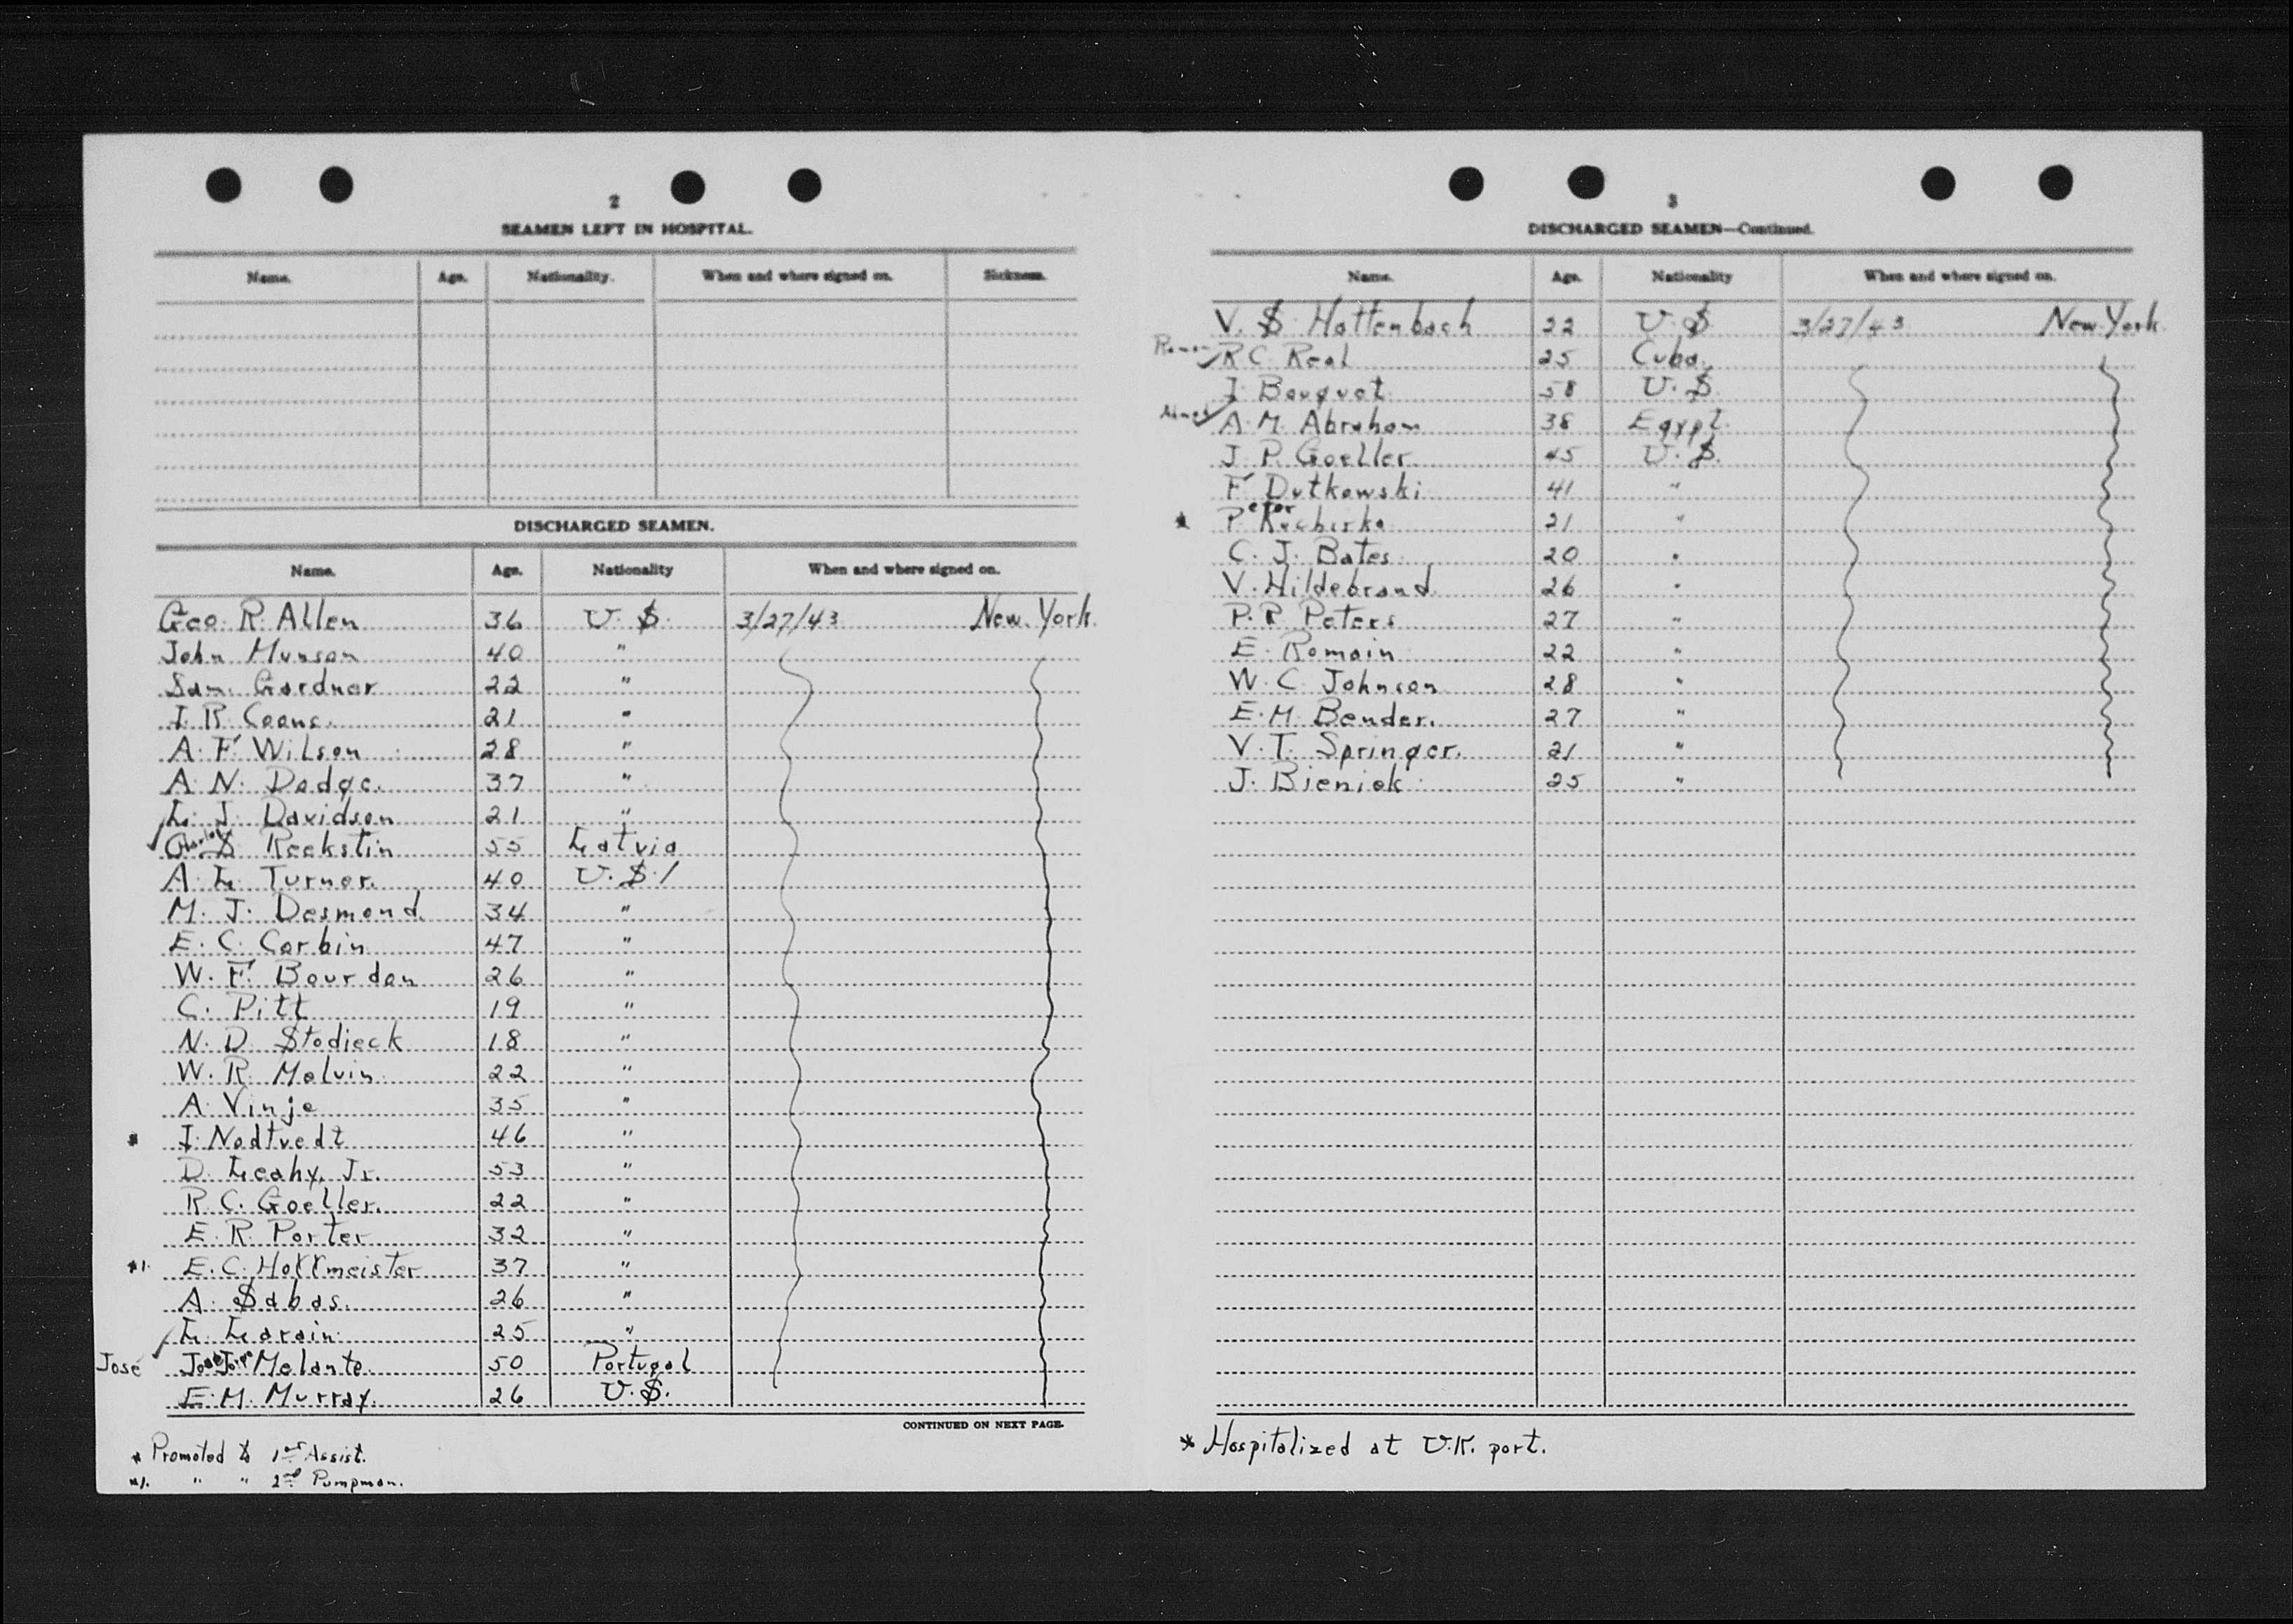 2
SEAMEN LEFT IN HOSPITAL.
Name. Age. Nationality. When and where signed on. Sickness.
DISCHARGED SEAMEN.
Name. Age. Nationality When and where signed on.
Geo. R. Allen 36 U.S. 3/27/43 New York.
John Munson 40 "
Sam. Gardner 22 "
I. R. Coons. 21 "
A. F. Wilson 28 "
A. N. Dodge. 37 "
L. J. Davidson 21 "
Charles S Reekstin 55 Latvia
A. L. Turner. 40 U.S. /
M. J. Desmond. 34 "
E. C. Corbin 47 "
W. F. Bourdon 26 "
C. Pitt 19 "
N. D. Stodieck 18 "
W. R. Melvin 22 "
A. Vinje 35 "
* I. Nodtvedt 46 "
D. Leahy, Jr. 53 "
R. C. Goeller. 22 "
E. R. Porter 32 "
*1. E. C. Hoffmeister 37 "
A. Sabas. 26 "
L. Larain. 25 "
José Melante. 50 Portugal
E. M. Murray. 26 U.S.
CONTINUED ON NEXT PAGE.
* Promoted to 1st Assist.
*1. " " 2nd Pumpman.
3
DISCHARGED SEAMEN—Continued.
Name. Age. Nationality When and where signed on.
V. S. Hattenbach 22 U.S. 3/27/43 New York.
Ramon R C Real 25 Cuba.
I. Bouquet 58 U.S.
A. M. Abraham 38 Egypt.
J. P. Goeller 45 U.S.
F. Dutkowski 41 "
* Peter Kuchirka 21 "
C. J. Bates 20 "
V. Hildebrand 26 "
P. R. Peters 27 "
E. Romain 22 "
W. C. Johnson 28 "
E. M. Bender. 27 "
V. T. Springer. 21 "
J. Bieniek 25 "
* Hospitalized at U.K. port.